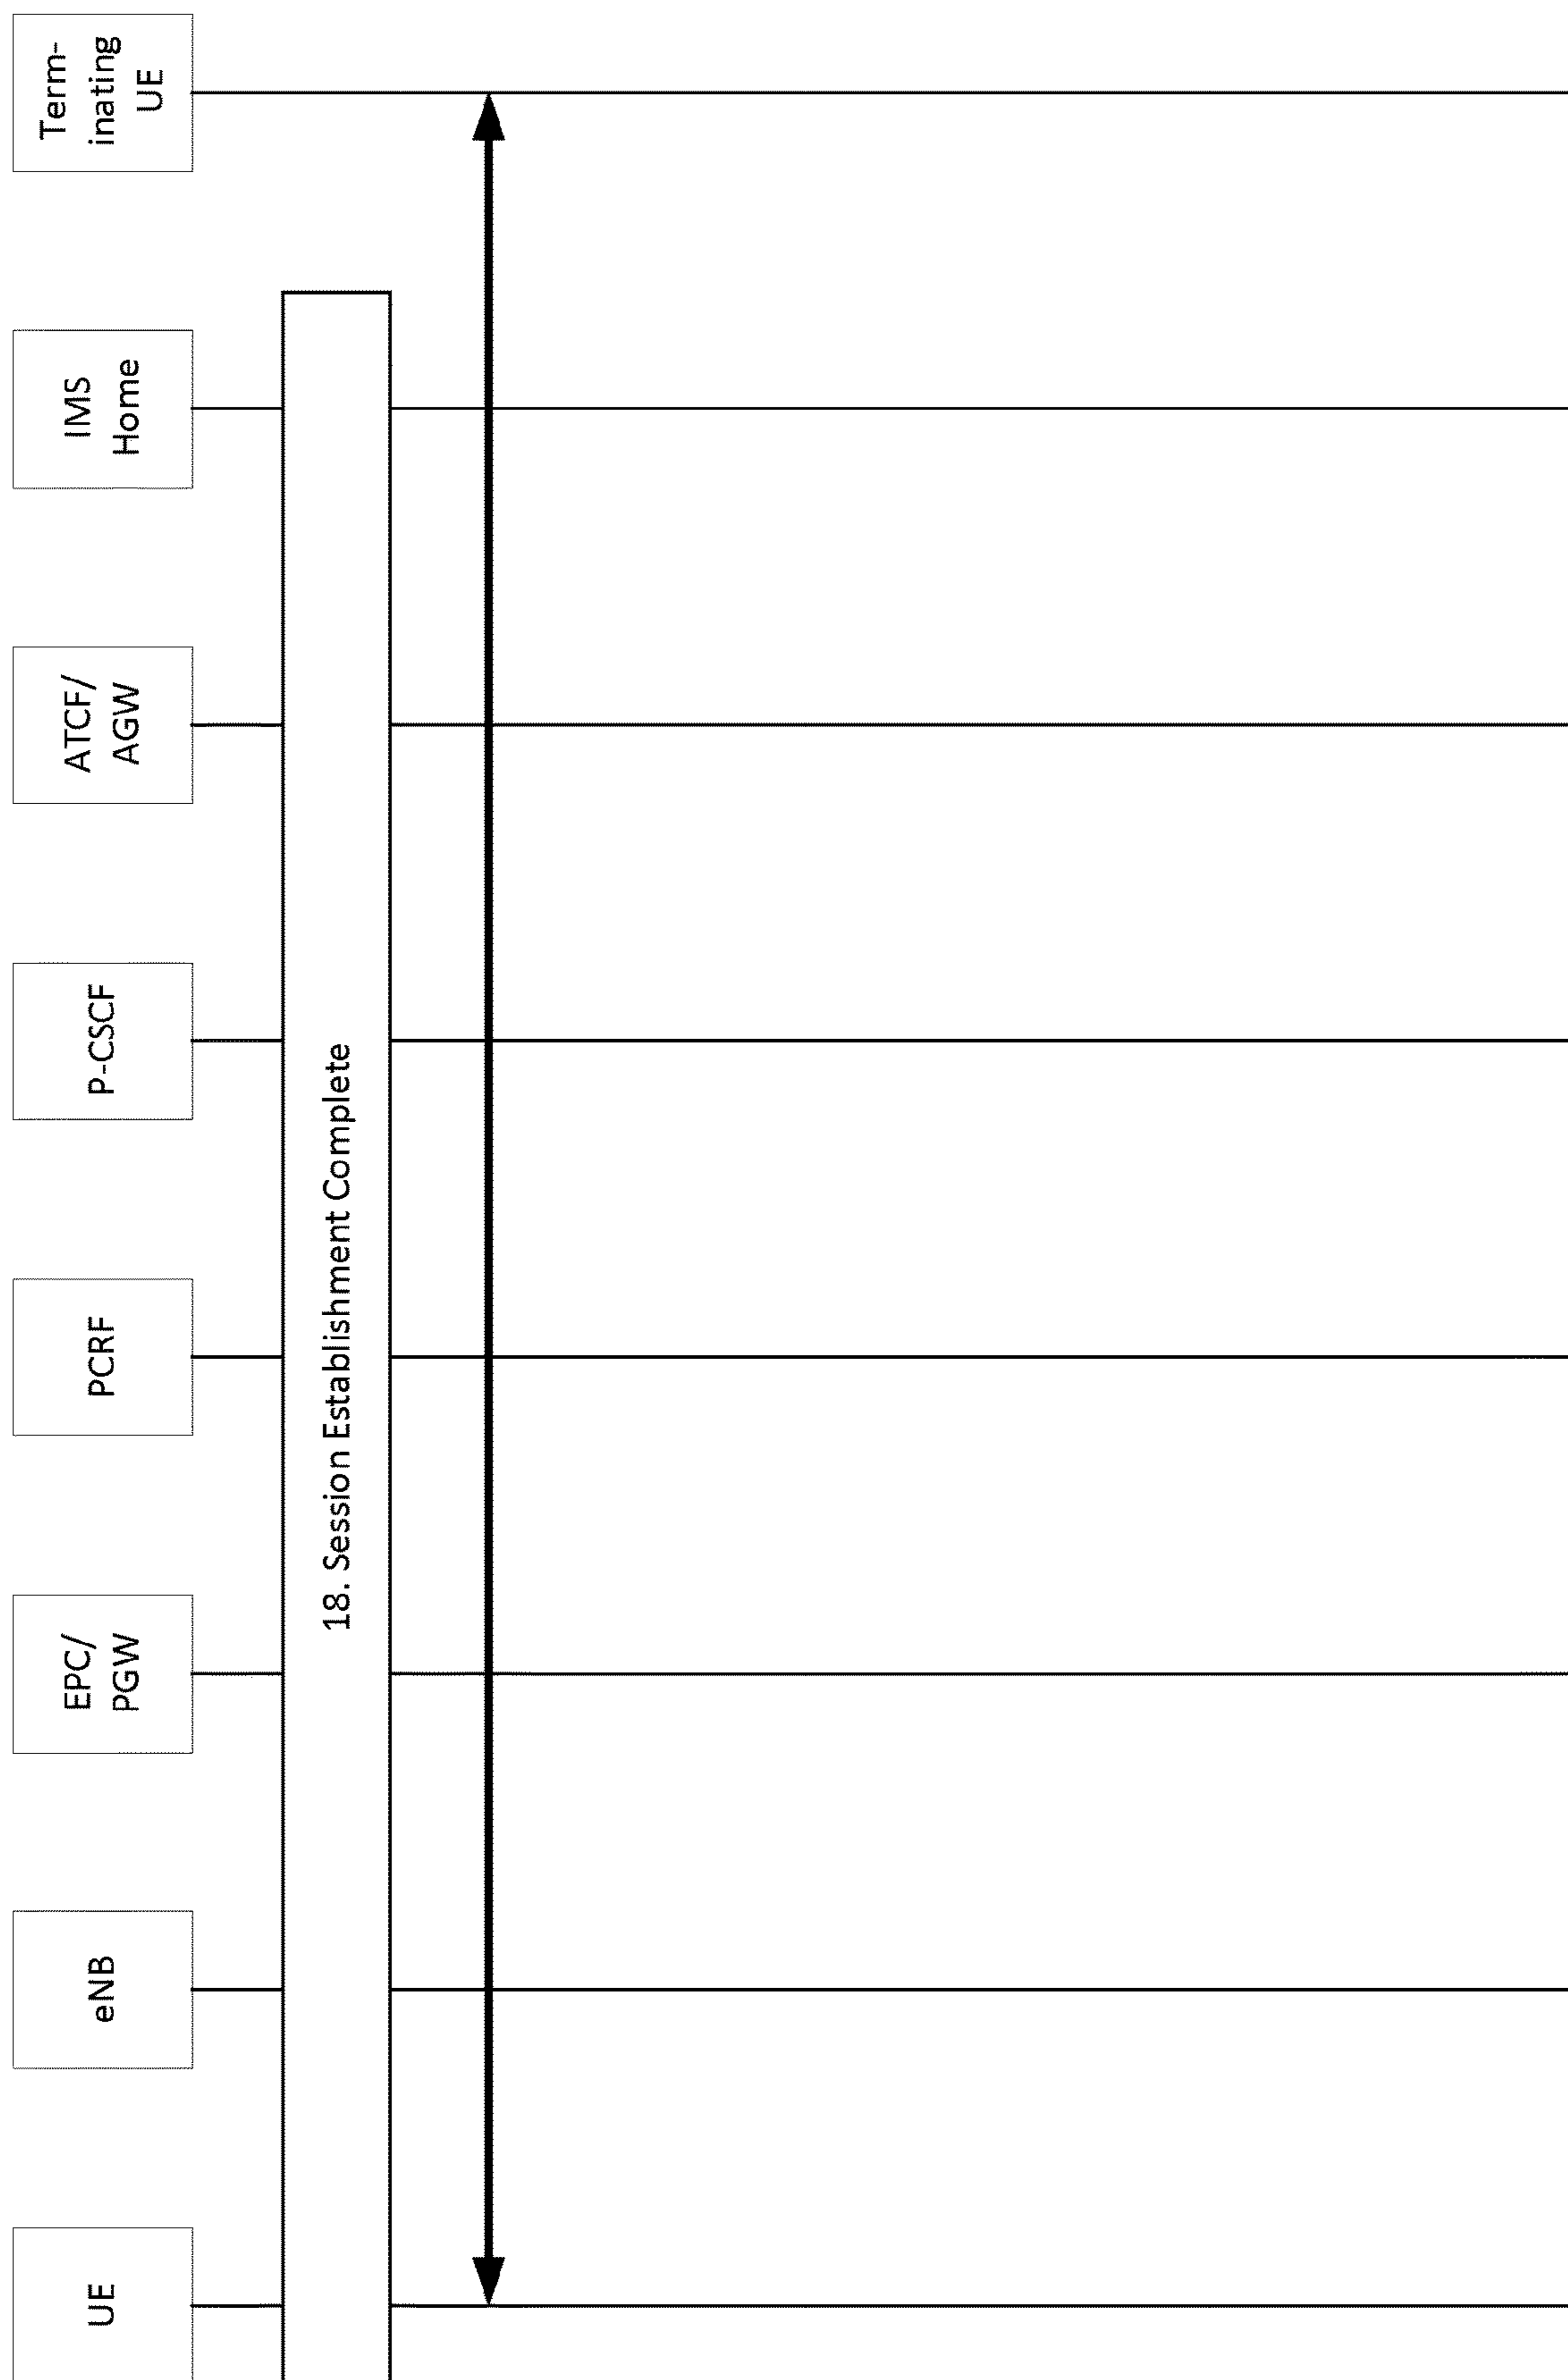 UE
eNB
EPC/
PGW
PCRF
P-CSCF
ATCF/
AGW
IMS
Home
Term-
inating
UE
18. Session Establishment Complete